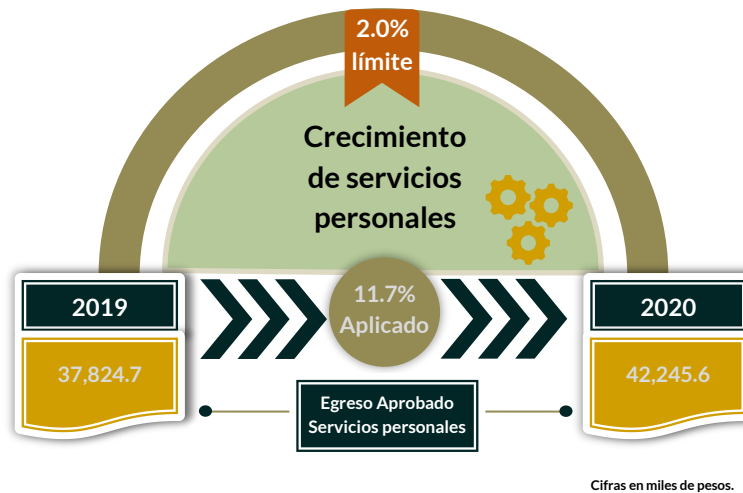 2.0%
límite
Crecimiento
de servicios
personales
2019
11.7%
Aplicado
2020
37,824.7
42,245.6
Egreso Aprobado
Servicios personales
Cifras en miles de pesos.